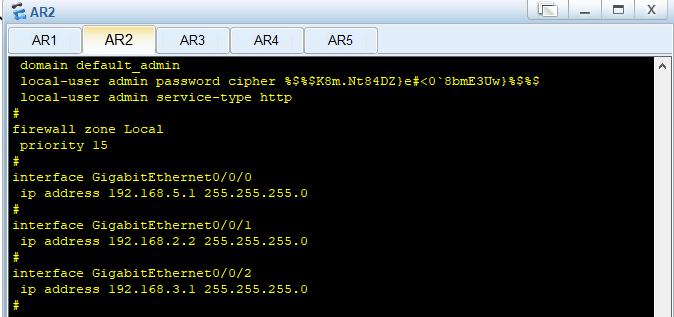 AR2
AR1 AR2 AR3 AR4 AR5
domain default_admin
local-user admin password cipher %$%$K8m.Nt84DZ}e#<0`8bmE3Uw}%$%$
local-user admin service-type http
#
firewall zone Local
priority 15
#
interface GigabitEthernet0/0/0
ip address 192.168.5.1 255.255.255.0
#
interface GigabitEthernet0/0/1
ip address 192.168.2.2 255.255.255.0
#
interface GigabitEthernet0/0/2
ip address 192.168.3.1 255.255.255.0
#